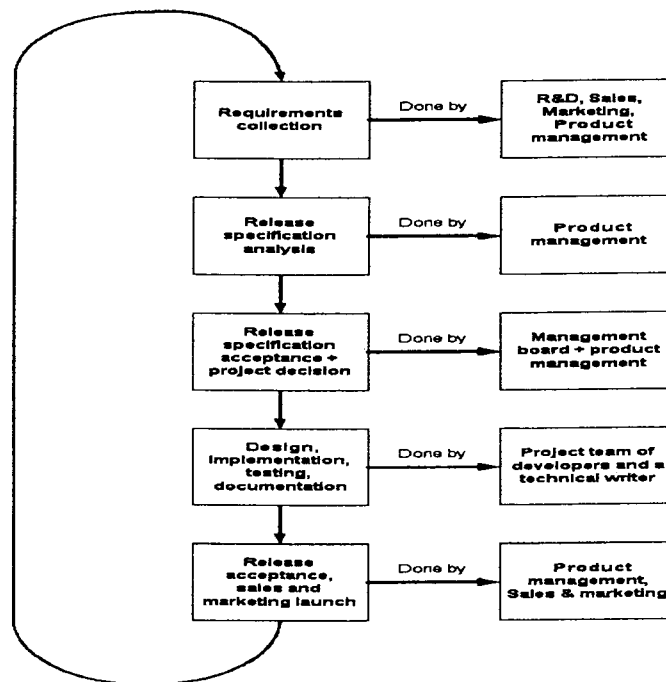 Requirements
collection
Done by
R&D, Sales,
Marketing,
Product
management
Release
specification
analysis
Done by
Product
management
Release
specification
acceptance +
project decision
Done by
Management
board + product
management
Design,
implementation,
testing,
documentation
Done by
Project team of
developers and a
technical writer
Release
acceptance,
sales and
marketing launch
Done by
Product
management,
Sales & marketing